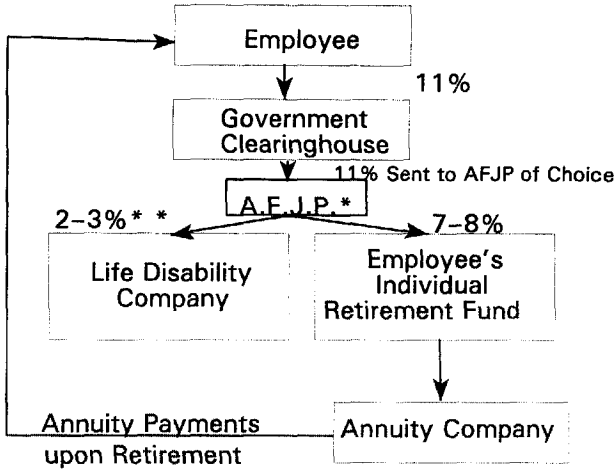 Employee
11%
Government
Clearinghouse
11% Sent to AFJP of Choice
A.F.J.P.*
2-3%* *
7-8%
Life Disability
Company
Employee's
Individual
Retirement Fund
Annuity Payments
upon Retirement
Annuity Company